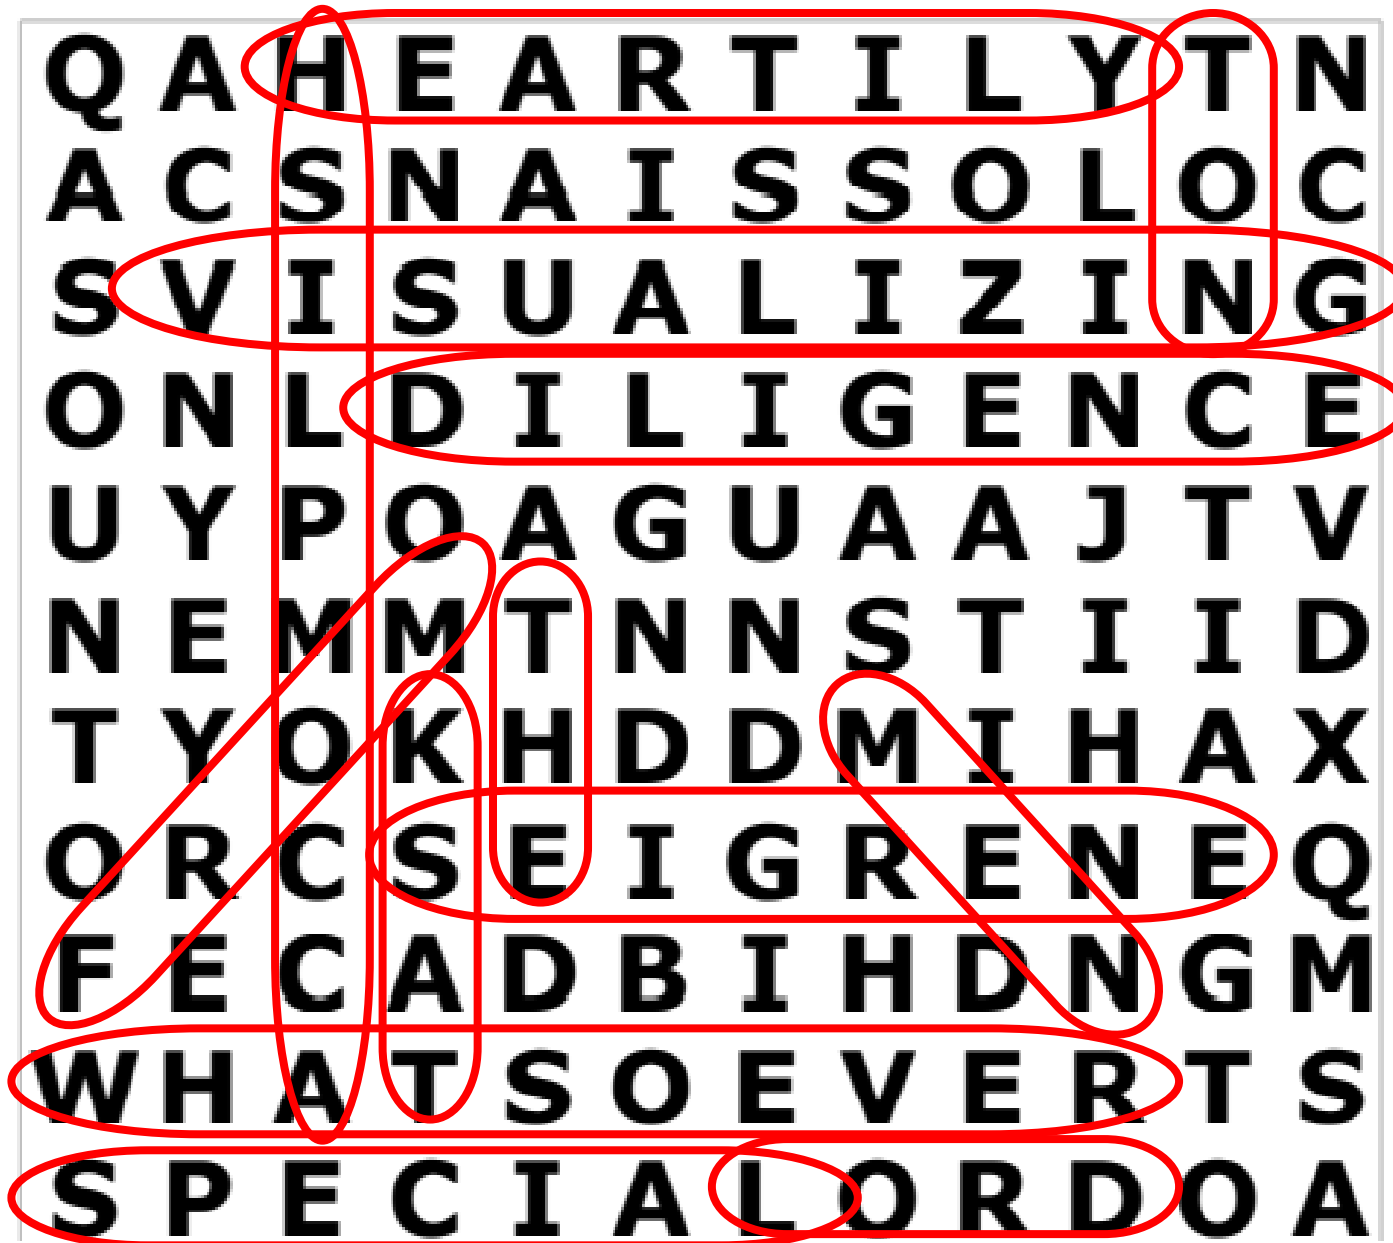 Q A H E A R T I L Y T N
A C S N A I S S O L O C
S V I S U A L I Z I N G
O N L D I L I G E N C E
U Y P O A G U A A J T V
N E M M T N N S T I I D
T Y O K H D D M I H A X
O R C S E I G R E N E Q
F E C A D B I H D N G M
W H A T S O E V E R T S
S P E C I A L O R D O A